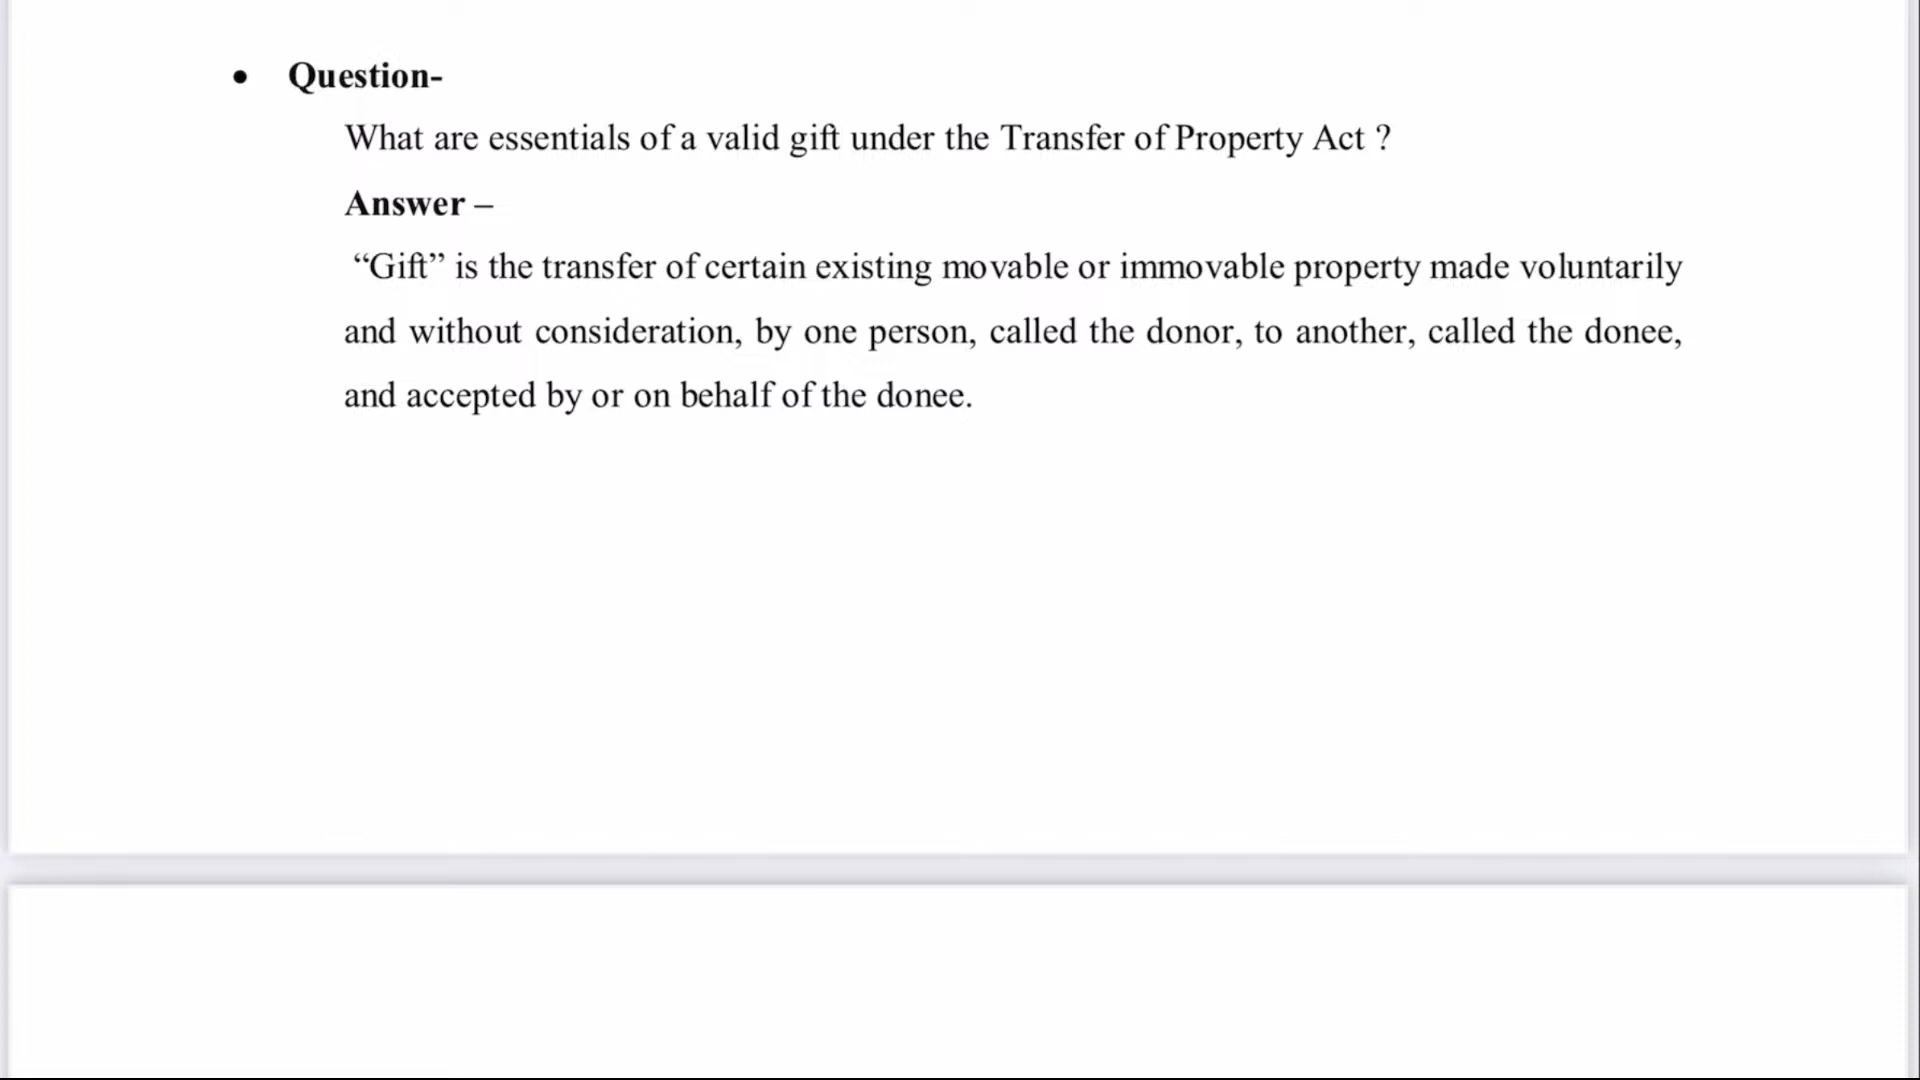 • Question-
What are essentials of a valid gift under the Transfer of Property Act ?
Answer –
“Gift” is the transfer of certain existing movable or immovable property made voluntarily
and without consideration, by one person, called the donor, to another, called the donee,
and accepted by or on behalf of the donee.